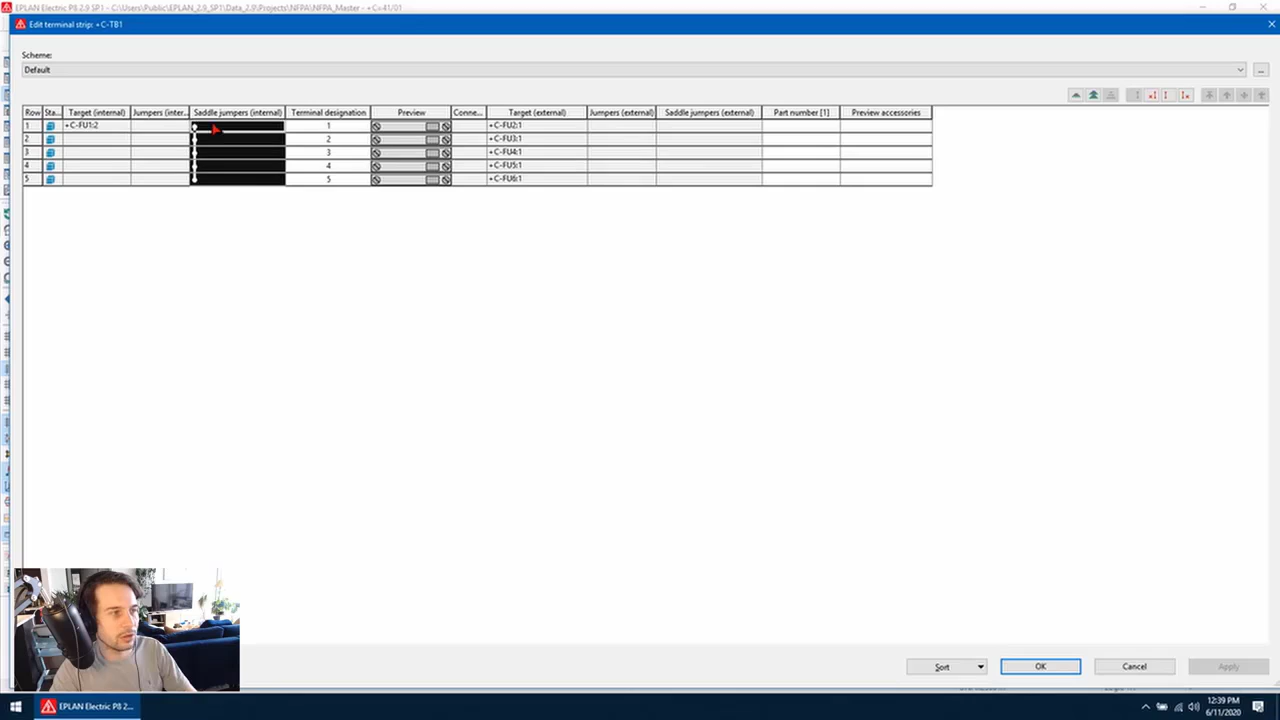 EPLAN Electric P8 2.9 SP1 - C:\Users\Public\EPLAN_2.9_SP1\Data_2.9\Projects\NFPA\NFPA_Master - +C=41/01
Edit terminal strip: +C-TB1
Scheme:
Default
...
Row Sta... Target (internal) Jumpers (inter... Saddle jumpers (internal) Terminal designation Preview Conne... Target (external) Jumpers (external) Saddle jumpers (external) Part number [1] Preview accessories
1 +C-FU1:2 1 +C-FU2:1
2 2 +C-FU3:1
3 3 +C-FU4:1
4 4 +C-FU5:1
5 5 +C-FU6:1
Sort OK Cancel Apply
EPLAN Electric P8 2...
12:39 PM
6/11/2020